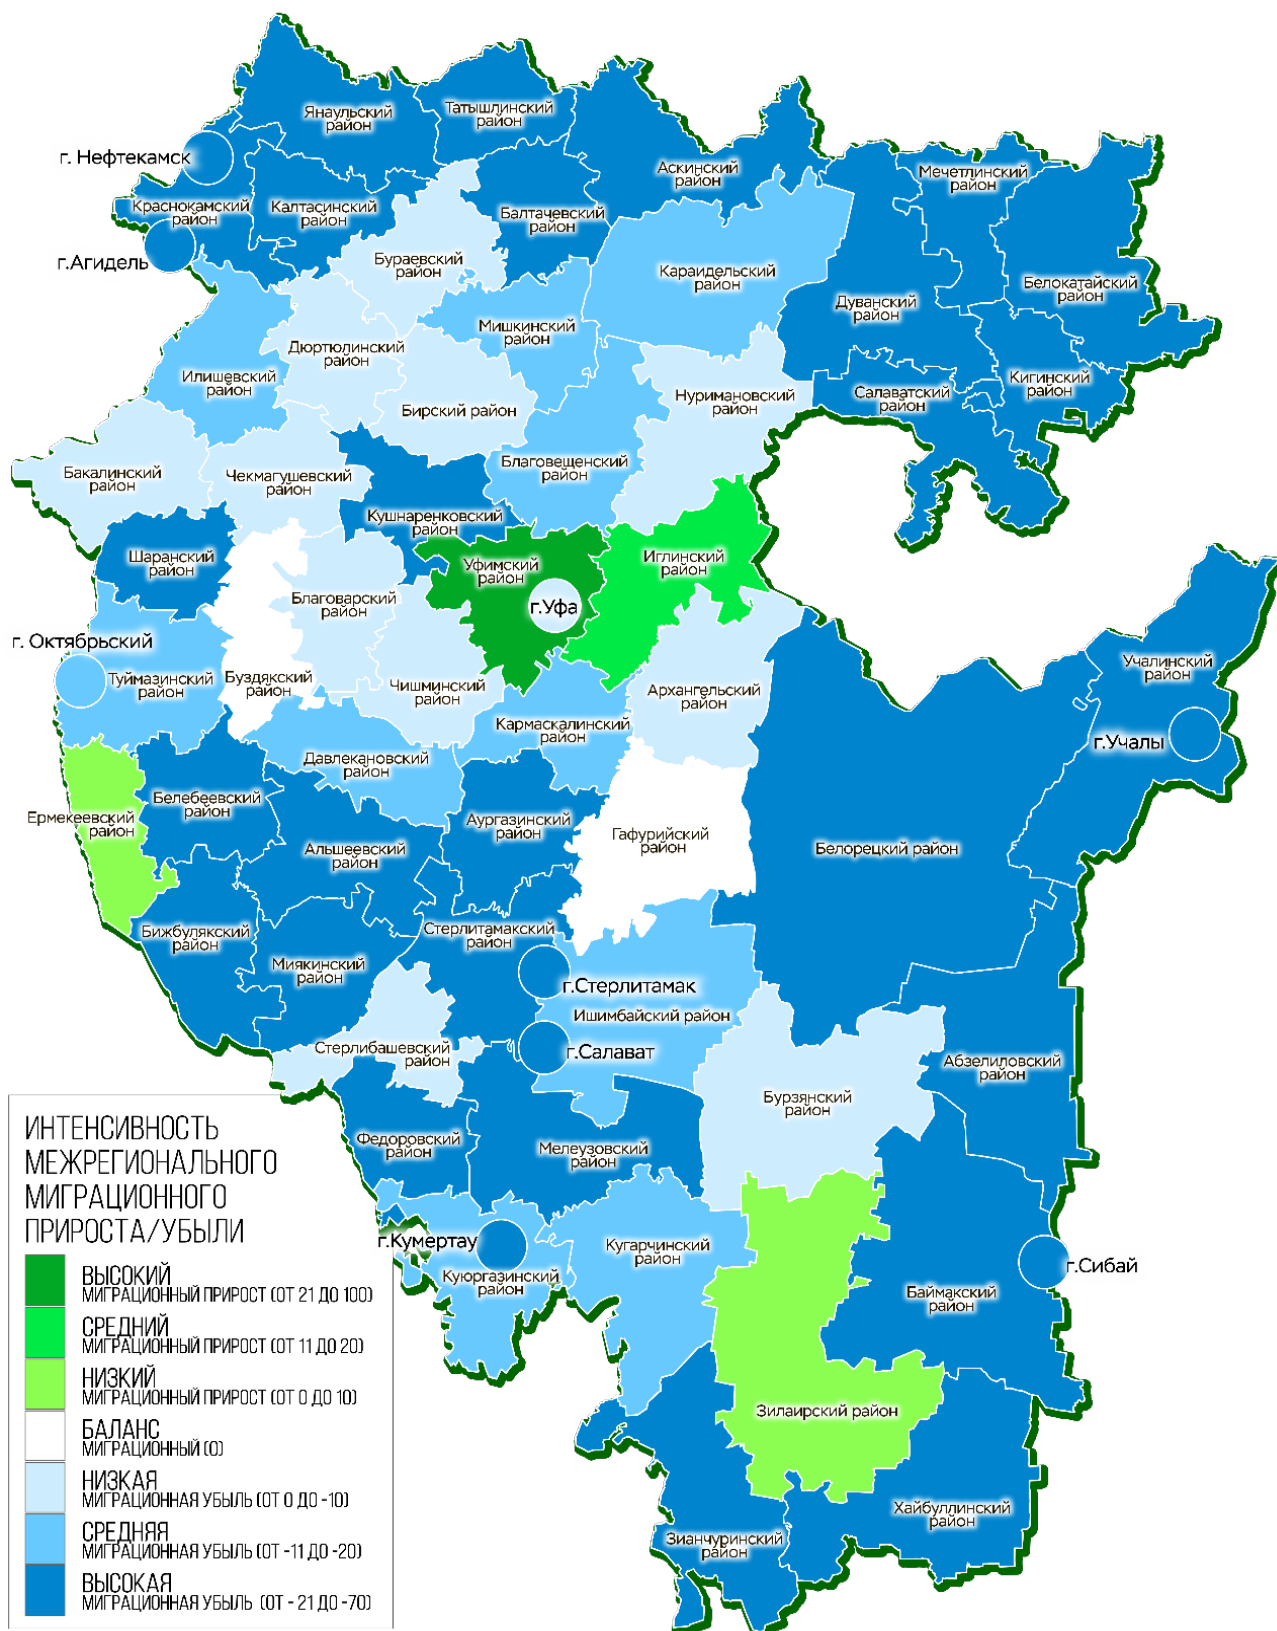 Янаульский
район
Татышлинский
район
г. Нефтекамск
Аскинский
район
Мечетлинский
район
Краснокамский
район
Калтасинский
район
Балтачевский
район
г.Агидель
Бураевский
район
Караидельский
район
Белокатайский
район
Дуванский
район
Мишкинский
район
Дюртюлинский
район
Илишевский
район
Бирский район
Нуримановский
район
Салаватский
район
Кигинский
район
Бакалинский
район
Чекмагушевский
район
Благовещенский
район
Кушнаренковский
район
Шаранский
район
Уфимский
район
Иглинский
район
г.Уфа
Благоварский
район
г. Октябрьский
Туймазинский
район
Буздякский
район
Чишминский
район
Архангельский
район
Учалинский
район
г.Учалы
Кармаскалинский
район
Давлекановский
район
Белебеевский
район
Ермекеевский
район
Аургазинский
район
Гафурийский
район
Альшеевский
район
Белорецкий район
Бижбулякский
район
Миякинский
район
Стерлитамакский
район
г.Стерлитамак
Ишимбайский район
г.Салават
Стерлибашевский
район
Абзелиловский
район
Бурзянский
район
Федоровский
район
Мелеузовский
район
г.Кумертау
Куюргазинский
район
Кугарчинский
район
г.Сибай
Баймакский
район
Зилаирский район
Хайбуллинский
район
Зианчуринский
район
ИНТЕНСИВНОСТЬ
МЕЖРЕГИОНАЛЬНОГО
МИГРАЦИОННОГО
ПРИРОСТА/УБЫЛИ
ВЫСОКИЙ
МИГРАЦИОННЫЙ ПРИРОСТ (ОТ 21 ДО 100)
СРЕДНИЙ
МИГРАЦИОННЫЙ ПРИРОСТ (ОТ 11 ДО 20)
НИЗКИЙ
МИГРАЦИОННЫЙ ПРИРОСТ (ОТ 0 ДО 10)
БАЛАНС
МИГРАЦИОННЫЙ (0)
НИЗКАЯ
МИГРАЦИОННАЯ УБЫЛЬ (ОТ 0 ДО -10)
СРЕДНЯЯ
МИГРАЦИОННАЯ УБЫЛЬ (ОТ -11 ДО -20)
ВЫСОКАЯ
МИГРАЦИОННАЯ УБЫЛЬ (ОТ - 21 ДО -70)